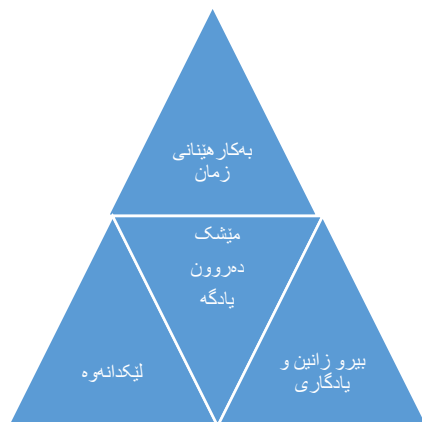 بەکارهێنانی
زمان
مێشک
دەروون
یادگە
بیرو زانین و
یادگاری
لێکدانەوە